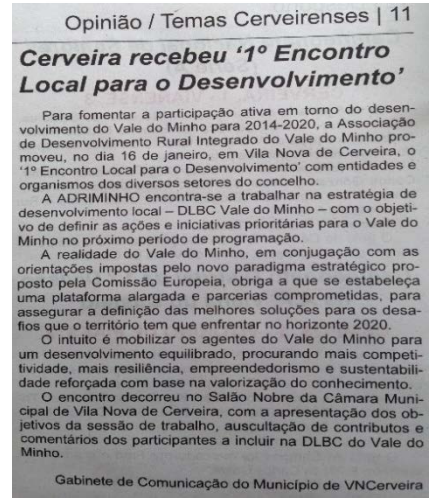 Opinião / Temas Cerveirenses | 11
Cerveira recebeu ‘1º Encontro
Local para o Desenvolvimento’
Para fomentar a participação ativa em torno do desen-
volvimento do Vale do Minho para 2014-2020, a Associação
de Desenvolvimento Rural Integrado do Vale do Minho pro-
moveu, no dia 16 de janeiro, em Vila Nova de Cerveira, o
‘1º Encontro Local para o Desenvolvimento’ com entidades e
organismos dos diversos setores do concelho.
A ADRIMINHO encontra-se a trabalhar na estratégia de
desenvolvimento local – DLBC Vale do Minho – com o objeti-
vo de definir as ações e iniciativas prioritárias para o Vale do
Minho no próximo período de programação.
A realidade do Vale do Minho, em conjugação com as
orientações impostas pelo novo paradigma estratégico pro-
posto pela Comissão Europeia, obriga a que se estabeleça
uma plataforma alargada e parcerias comprometidas, para
assegurar a definição das melhores soluções para os desa-
fios que o território tem que enfrentar no horizonte 2020.
O intuito é mobilizar os agentes do Vale do Minho para
um desenvolvimento equilibrado, procurando mais competi-
tividade, mais resiliência, empreendedorismo e sustentabili-
dade reforçada com base na valorização do conhecimento.
O encontro decorreu no Salão Nobre da Câmara Muni-
cipal de Vila Nova de Cerveira, com a apresentação dos ob-
jetivos da sessão de trabalho, auscultação de contributos e
comentários dos participantes a incluir na DLBC do Vale do
Minho.
Gabinete de Comunicação do Município de VNCerveira